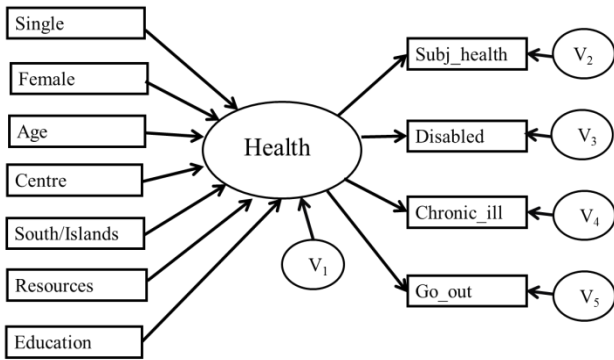 Single
Female
Age
Centre
South/Islands
Resources
Education
Health
V1
Subj_health
V2
Disabled
V3
Chronic_ill
V4
Go_out
V5